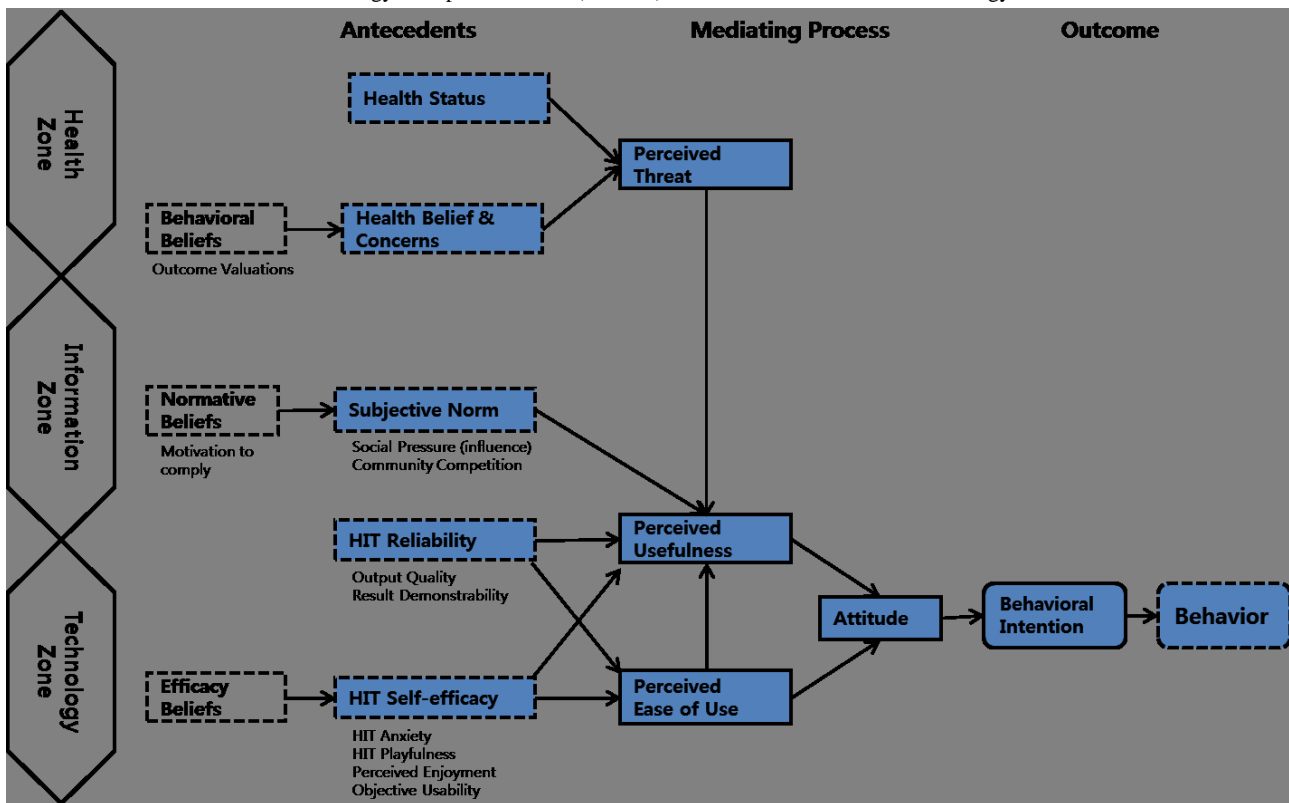 Antecedents
Mediating Process
Outcome
Health
Zone
Health Status
Perceived
Threat
Behavioral
Beliefs
Outcome Valuations
Health Belief &
Concerns
Information
Zone
Normative
Beliefs
Motivation to
comply
Subjective Norm
Social Pressure (influence)
Community Competition
HIT Reliability
Output Quality
Result Demonstrability
Perceived
Usefulness
Technology
Zone
Attitude
Behavioral
Intention
Behavior
Efficacy
Beliefs
HIT Self-efficacy
HIT Anxiety
HIT Playfulness
Perceived Enjoyment
Objective Usability
Perceived
Ease of Use